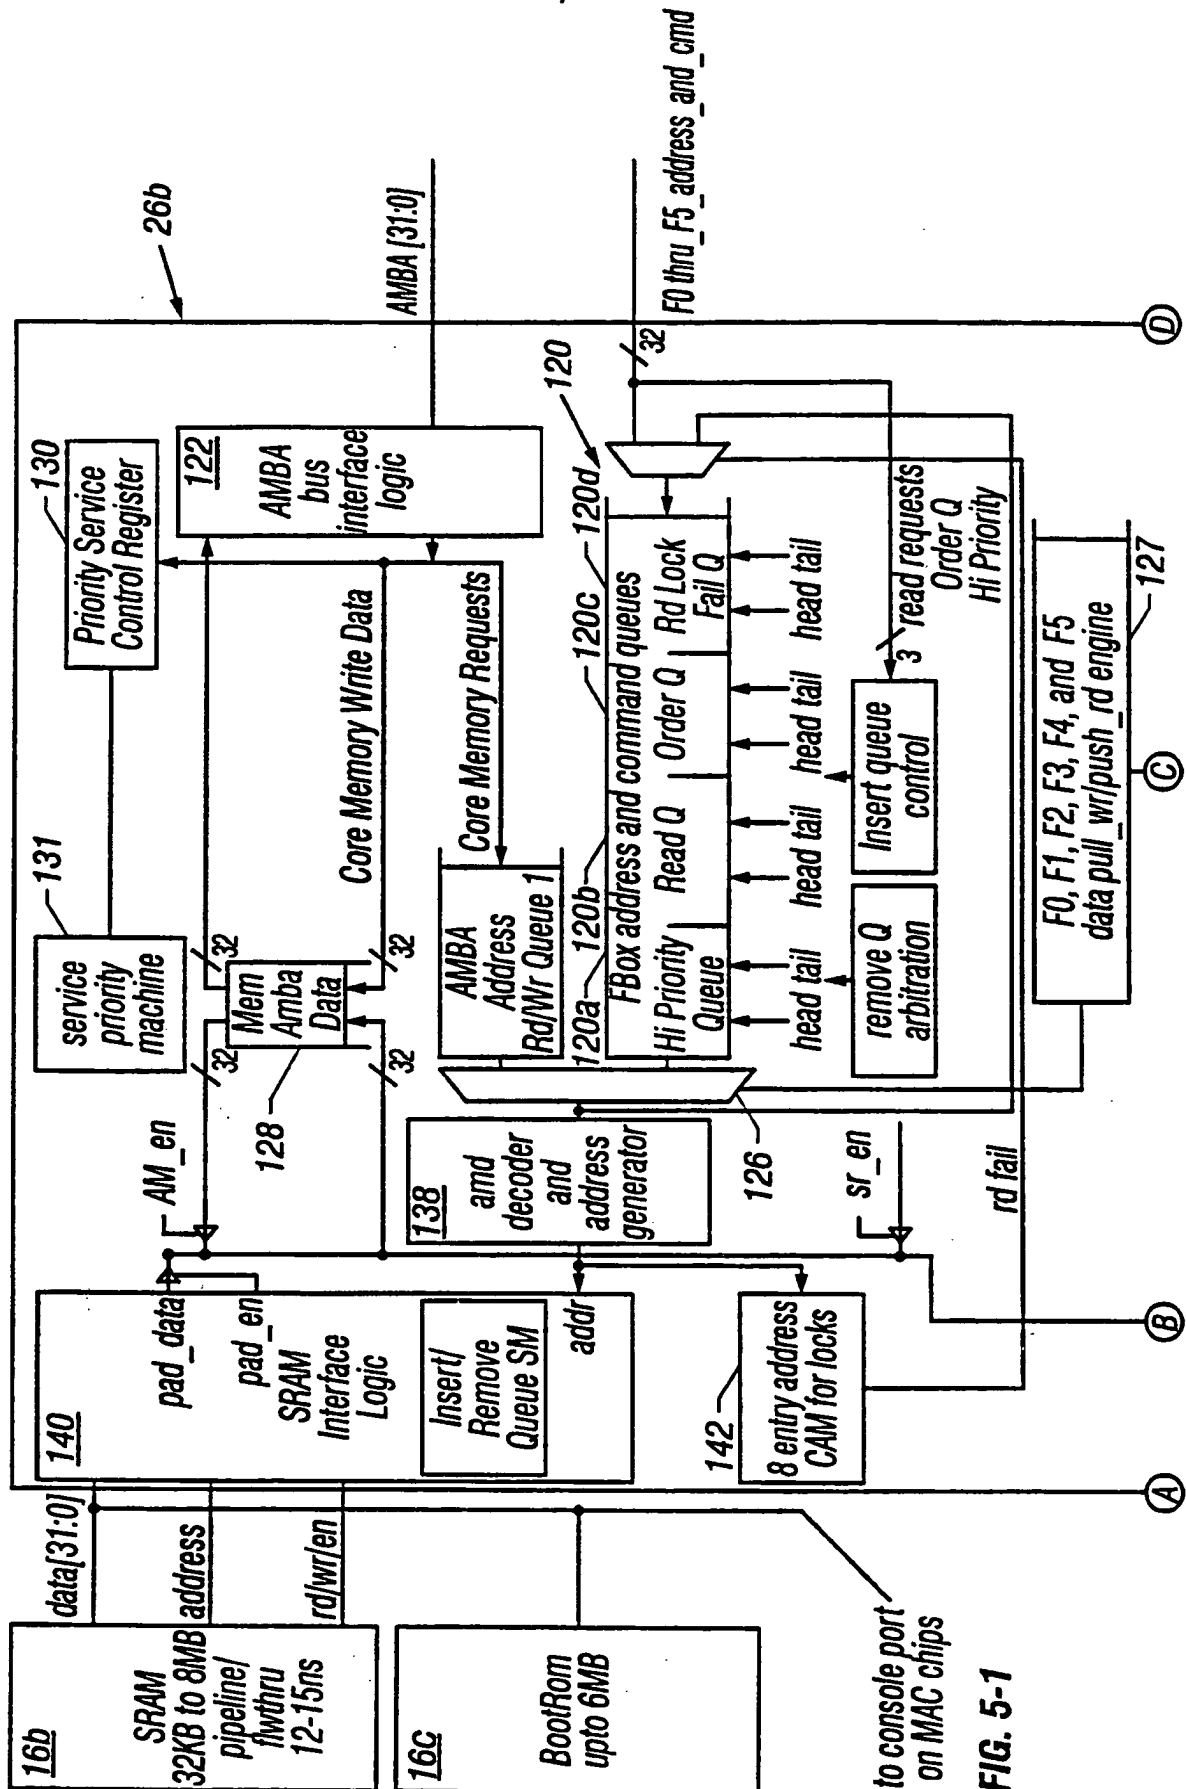 16b
SRAM
32KB to 8MB
pipeline/
flwthru
12-15ns
data[31:0]
address
rd/wr/en
16c
BootRom
upto 6MB
to console port
on MAC chips
FIG. 5-1
140
pad_data
pad_en
SRAM
Interface
Logic
Insert/
Remove
Queue SM
addr
142
8 entry address
CAM for locks
AM_en
128
Mem
Amba
Data
32
32
32
32
138
amd
decoder
and
address
generator
126
sr_en
rd fail
131
service
priority
machine
130
Priority Service
Control Register
26b
122
AMBA
bus
interface
logic
AMBA [31:0]
Core Memory Write Data
Core Memory Requests
AMBA
Address
Rd/Wr Queue 1
120a
120b
120c
120d
120
FBox address and command queues
Hi Priority
Queue
Read Q
Order Q
Rd Lock
Fail Q
head tail
head tail
head tail
head tail
remove Q
arbitration
Insert queue
control
3
read requests
Order Q
Hi Priority
32
F0 thru_F5_address_and_cmd
F0, F1, F2, F3, F4, and F5
data pull_wr/push_rd engine
127
A
B
C
D